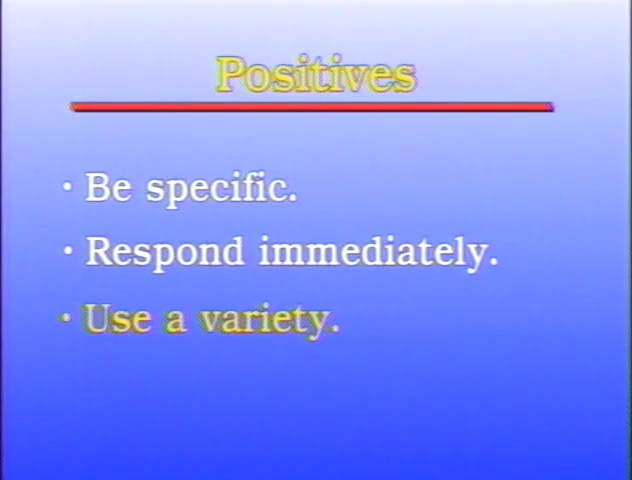 Positives
· Be specific.
· Respond immediately.
· Use a variety.